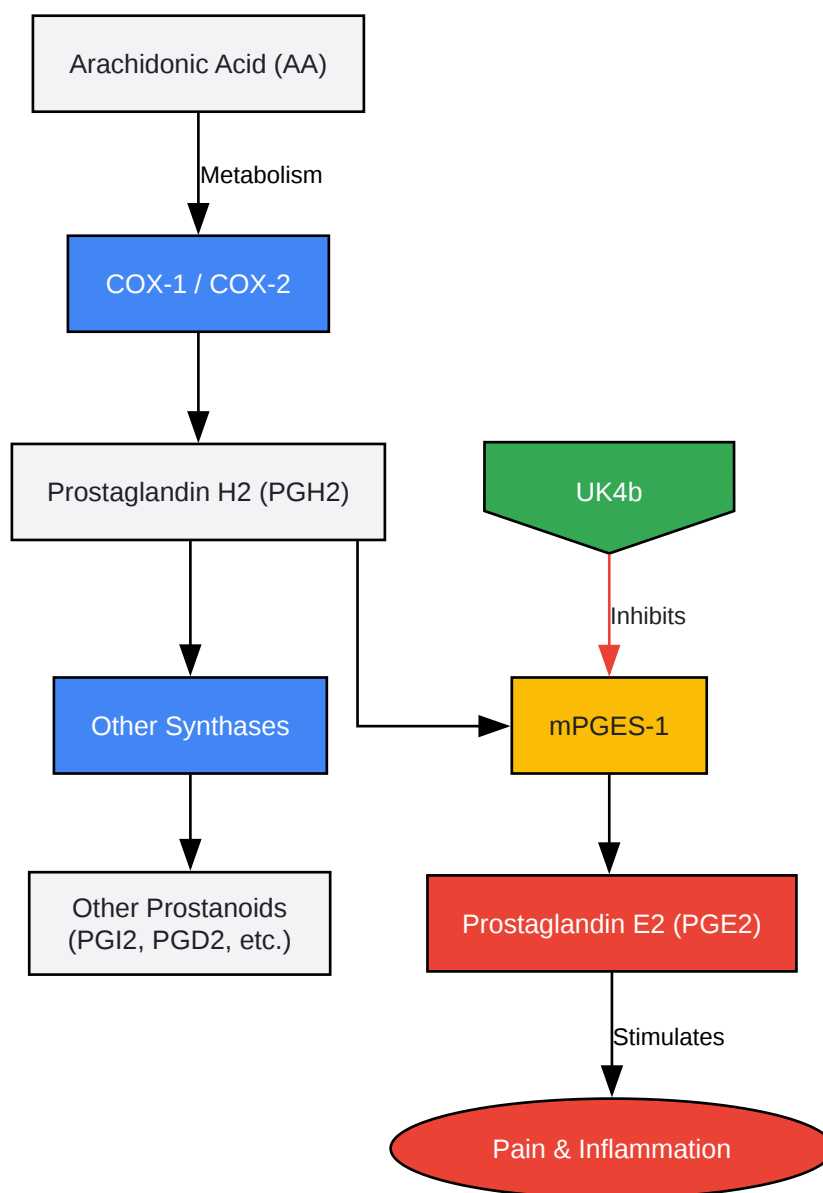 Arachidonic Acid (AA)
Metabolism
COX-1 / COX-2
Prostaglandin H2 (PGH2)
UK4b
Inhibits
Other Synthases
mPGES-1
Other Prostanoids
(PGI2, PGD2, etc.)
Prostaglandin E2 (PGE2)
Stimulates
Pain & Inflammation